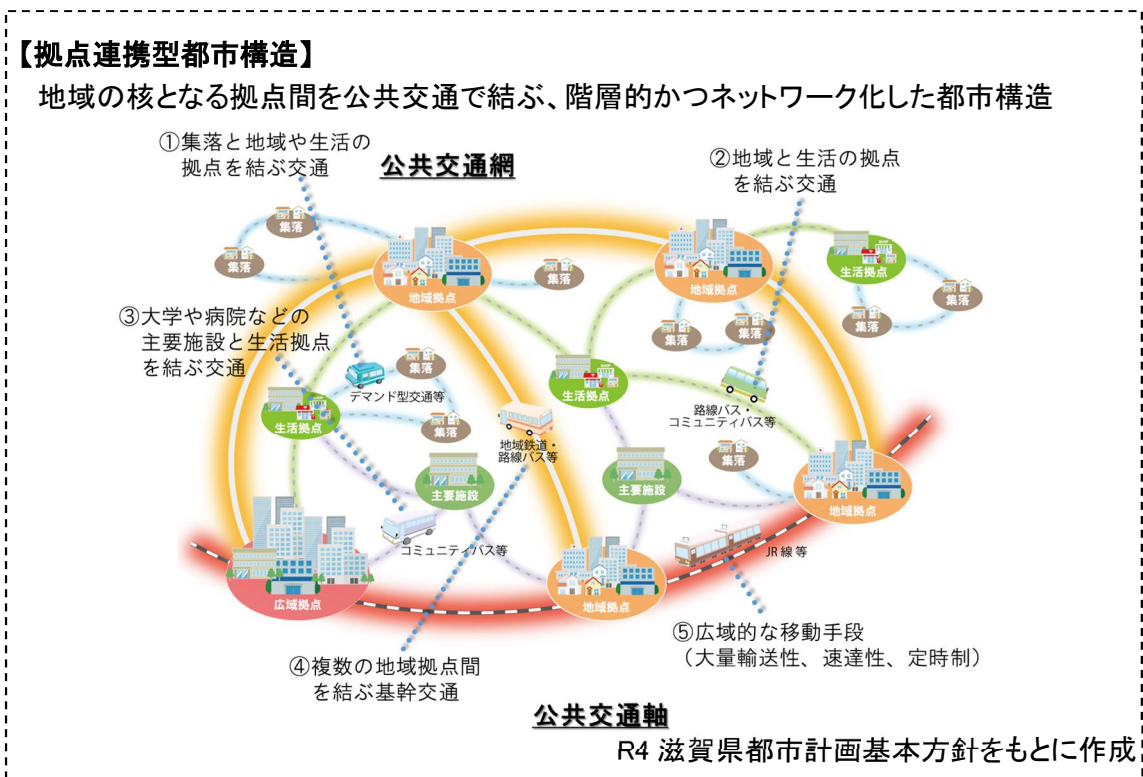 【拠点連携型都市構造】
地域の核となる拠点間を公共交通で結ぶ、階層的かつネットワーク化した都市構造
①集落と地域や生活の
拠点を結ぶ交通
公共交通網
②地域と生活の拠点
を結ぶ交通
集落
集落
地域拠点
集落
地域拠点
生活拠点
集落
集落
集落
集落
集落
③大学や病院などの
主要施設と生活拠点
を結ぶ交通
集落
デマンド型交通等
生活拠点
集落
生活拠点
路線バス・
コミュニティバス等
地域鉄道・
路線バス等
集落
主要施設
主要施設
地域拠点
コミュニティバス等
JR線等
広域拠点
地域拠点
⑤広域的な移動手段
（大量輸送性、速達性、定時制）
④複数の地域拠点間
を結ぶ基幹交通
公共交通軸
R4 滋賀県都市計画基本方針をもとに作成